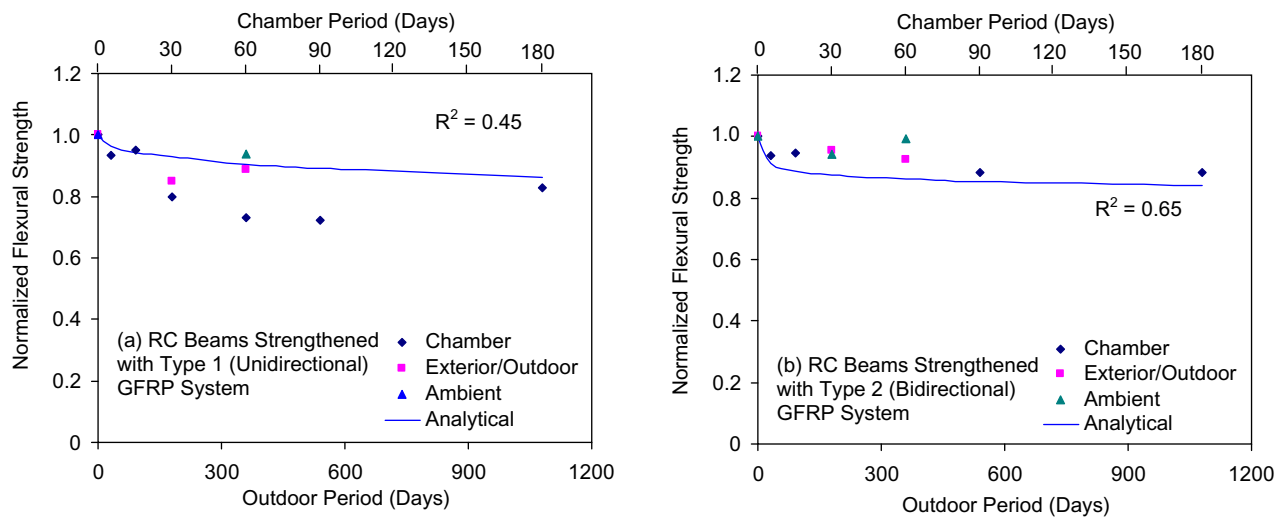 Chamber Period (Days)
0 30 60 90 120 150 180
1.2
1.0
0.8
0.6
0.4
0.2
0
Normalized Flexural Strength
R² = 0.45
(a) RC Beams Strengthened
with Type 1 (Unidirectional)
GFRP System
Chamber
Exterior/Outdoor
Ambient
Analytical
0 300 600 900 1200
Outdoor Period (Days)
Chamber Period (Days)
0 30 60 90 120 150 180
1.2
1.0
0.8
0.6
0.4
0.2
0
Normalized Flexural Strength
R² = 0.65
(b) RC Beams Strengthened
with Type 2 (Bidirectional)
GFRP System
Chamber
Exterior/Outdoor
Ambient
Analytical
0 300 600 900 1200
Outdoor Period (Days)